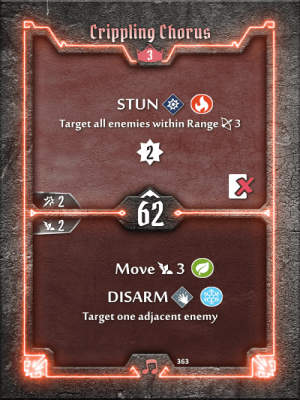 Crippling Chorus
3
STUN
Target all enemies within Range 3
2
2
62
2
Move 3
DISARM
Target one adjacent enemy
363